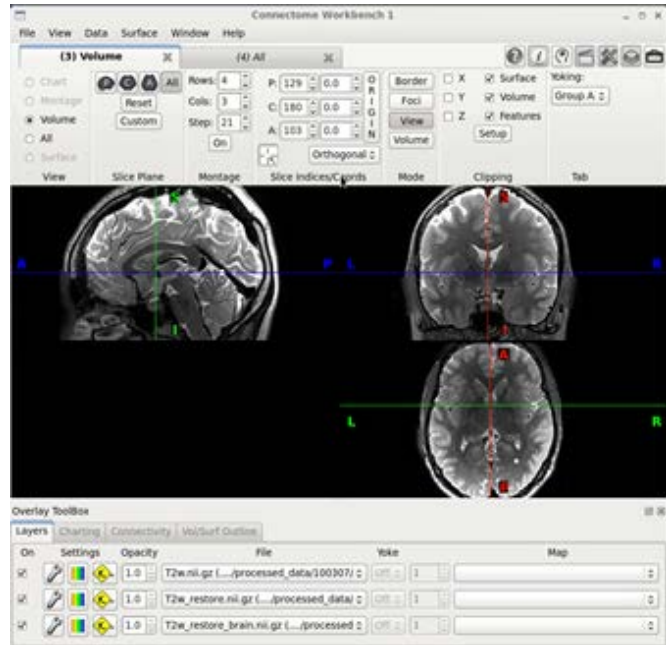 Connectome Workbench 1
File View Data Surface Window Help
(3) Volume (4) All
Chart
Montage
Volume
All
Surface
View
All
Reset
Custom
Slice Plane
Rows: 4
Cols: 3
Step: 21
On
Montage
P: 129 0.0
C: 180 0.0
A: 103 0.0
ORIGIN
Orthogonal
Slice Indices/Coords
Border
Foci
View
Volume
Mode
X Surface
Y Volume
Z Features
Setup
Clipping
Yoking:
Group A
Tab
A P L R
I
A
L R
Overlay ToolBox
Layers Charting Connectivity Vol/Surf Outline
On Settings Opacity File Yoke Map
1.0 T2w.nii.gz (.../processed_data/100307/ Off 1
1.0 T2w_restore.nii.gz (.../processed_data/ Off 1
1.0 T2w_restore_brain.nii.gz (.../processed Off 1